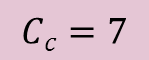 C_c = 7